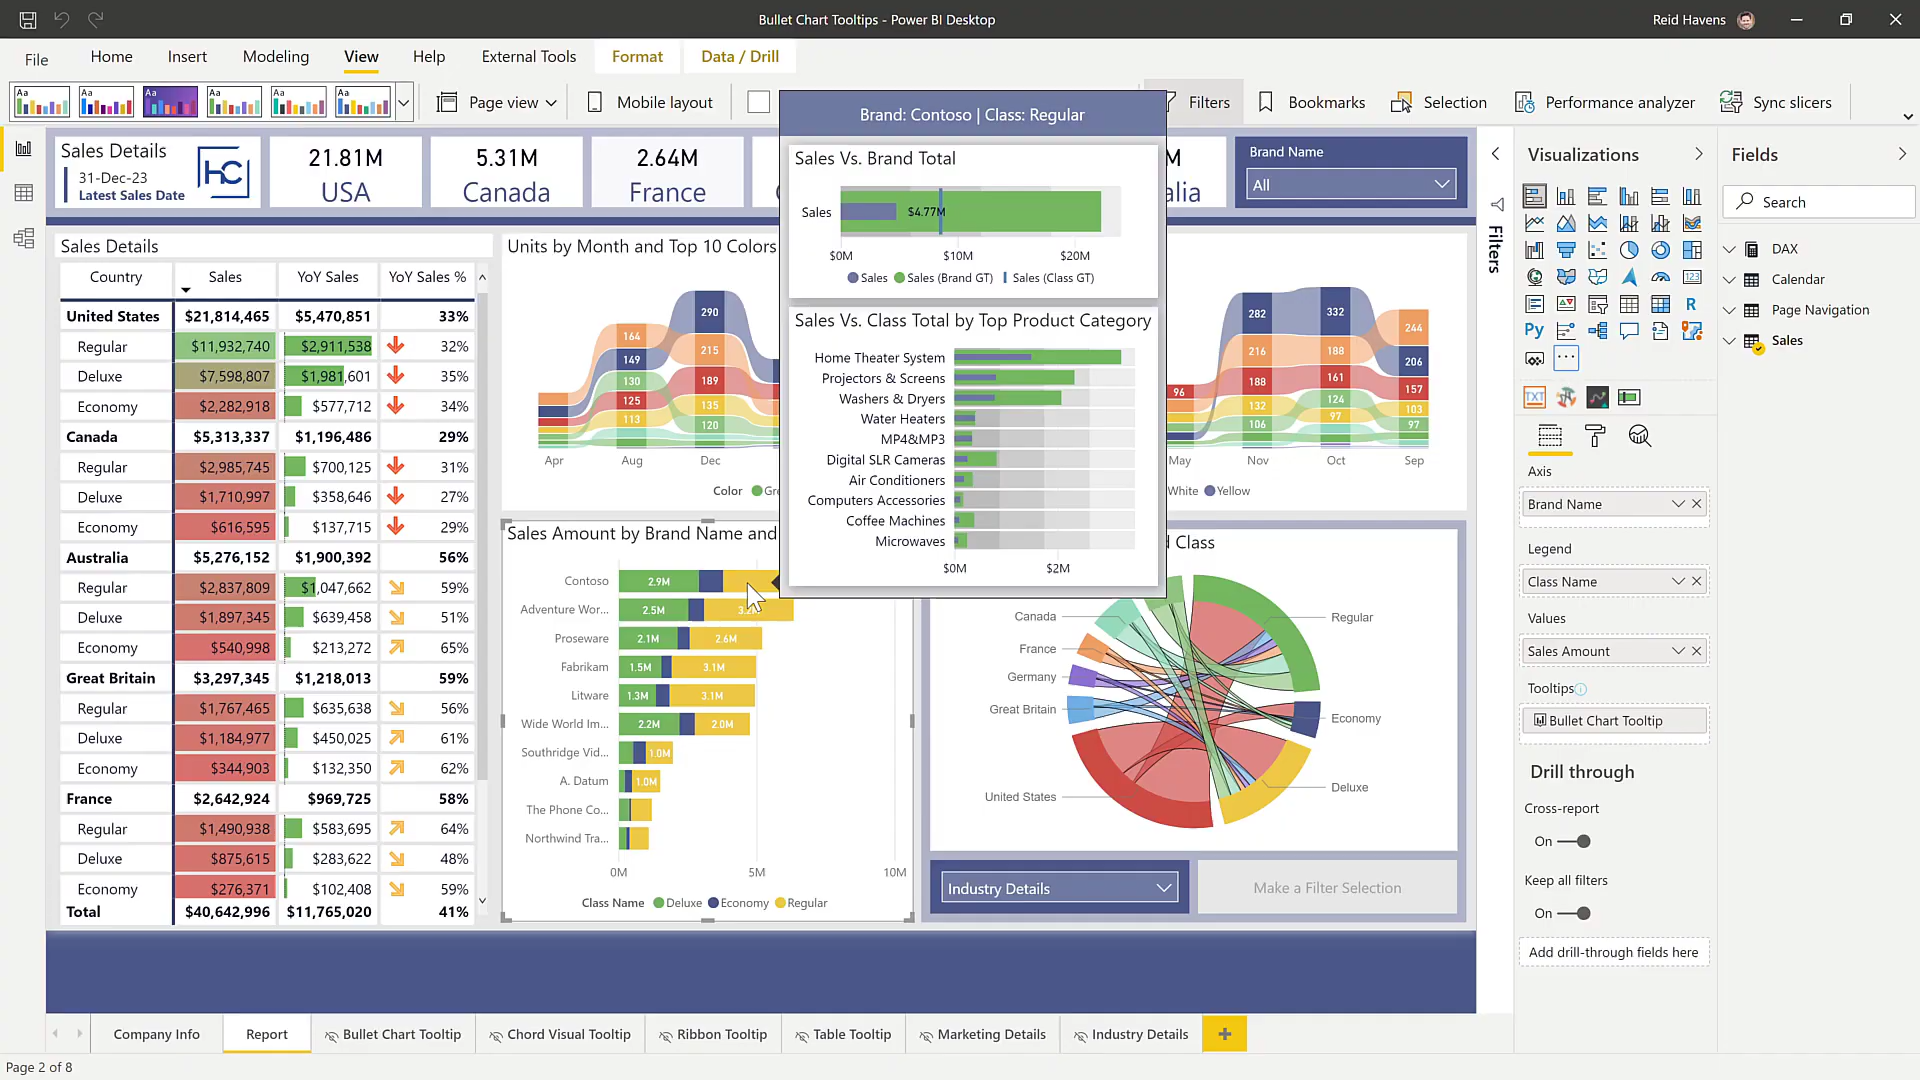 Bullet Chart Tooltips - Power BI Desktop
Reid Havens
File
Home
Insert
Modeling
View
Help
External Tools
Format
Data / Drill
Aa
Aa
Aa
Aa
Aa
Aa
Page view
Mobile layout
Filters
Bookmarks
Selection
Performance analyzer
Sync slicers
Sales Details
31-Dec-23
Latest Sales Date
HC
21.81M
USA
5.31M
Canada
2.64M
France
M
alia
Brand Name
All
Brand: Contoso | Class: Regular
Sales Vs. Brand Total
Sales
$4.77M
$0M
$10M
$20M
Sales
Sales (Brand GT)
Sales (Class GT)
Sales Vs. Class Total by Top Product Category
Home Theater System
Projectors & Screens
Washers & Dryers
Water Heaters
MP4&MP3
Digital SLR Cameras
Air Conditioners
Computers Accessories
Coffee Machines
Microwaves
$0M
$2M
Sales Details
Country Sales YoY Sales YoY Sales %
United States $21,814,465 $5,470,851 33%
Regular $11,932,740 $2,911,538 32%
Deluxe $7,598,807 $1,981,601 35%
Economy $2,282,918 $577,712 34%
Canada $5,313,337 $1,196,486 29%
Regular $2,985,745 $700,125 31%
Deluxe $1,710,997 $358,646 27%
Economy $616,595 $137,715 29%
Australia $5,276,152 $1,900,392 56%
Regular $2,837,809 $1,047,662 59%
Deluxe $1,897,345 $639,458 51%
Economy $540,998 $213,272 65%
Great Britain $3,297,345 $1,218,013 59%
Regular $1,767,465 $635,638 56%
Deluxe $1,184,977 $450,025 61%
Economy $344,903 $132,350 62%
France $2,642,924 $969,725 58%
Regular $1,490,938 $583,695 64%
Deluxe $875,615 $283,622 48%
Economy $276,371 $102,408 59%
Total $40,642,996 $11,765,020 41%
Units by Month and Top 10 Colors
164
149
130
125
113
290
215
189
135
120
96
282
216
188
132
106
332
188
161
124
97
244
206
157
103
97
Apr
Aug
Dec
May
Nov
Oct
Sep
Color
Gre
White
Yellow
Sales Amount by Brand Name and
Contoso 2.9M
Adventure Wor... 2.5M
Proseware 2.1M 2.6M
Fabrikam 1.5M 3.1M
Litware 1.3M 3.1M
Wide World Im... 2.2M 2.0M
Southridge Vid... 1.0M
A. Datum 1.0M
The Phone Co...
Northwind Tra...
0M
5M
10M
Class Name
Deluxe
Economy
Regular
d Class
Canada
France
Germany
Great Britain
United States
Regular
Economy
Deluxe
Industry Details
Make a Filter Selection
Filters
Visualizations
R
Py
123
TXT
Axis
Brand Name
Legend
Class Name
Values
Sales Amount
Tooltips
Bullet Chart Tooltip
Drill through
Cross-report
On
Keep all filters
On
Add drill-through fields here
Fields
Search
DAX
Calendar
Page Navigation
Sales
Company Info
Report
Bullet Chart Tooltip
Chord Visual Tooltip
Ribbon Tooltip
Table Tooltip
Marketing Details
Industry Details
Page 2 of 8